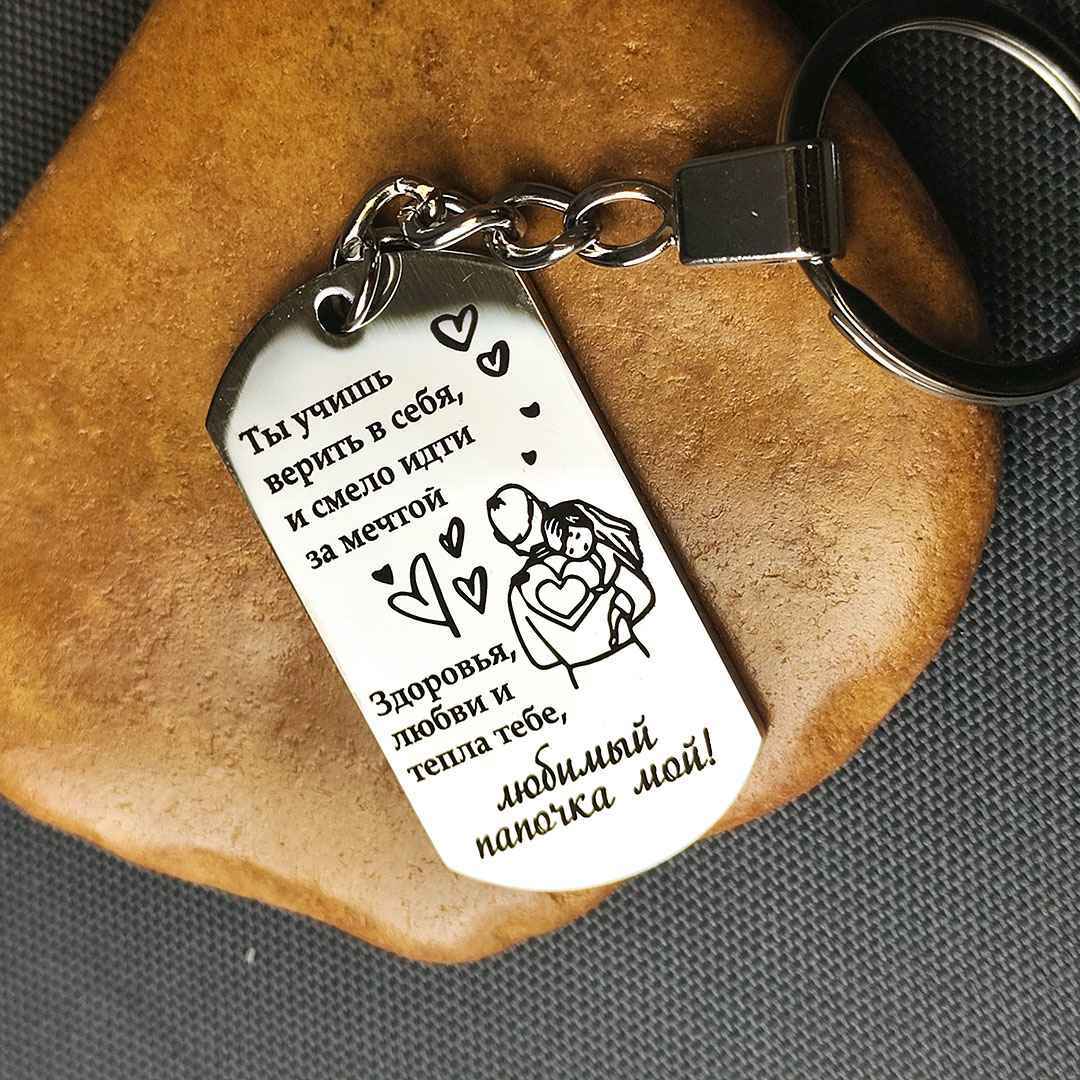 Ты учишь
верить в себя,
и смело идти
за мечтой
Здоровья,
любви и
тепла тебе,
любимый
папочка мой!